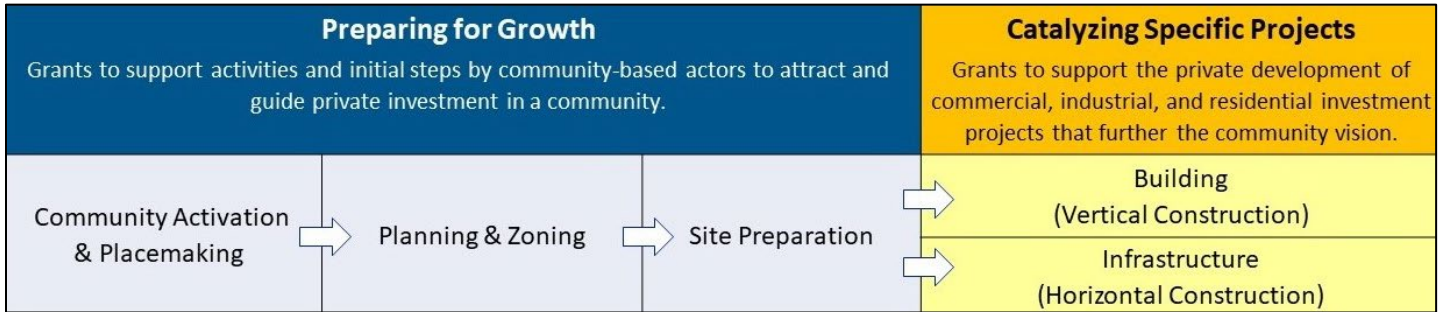 Preparing for Growth
Grants to support activities and initial steps by community-based actors to attract and
guide private investment in a community.
Catalyzing Specific Projects
Grants to support the private development of
commercial, industrial, and residential investment
projects that further the community vision.
Community Activation
& Placemaking
Planning & Zoning
Site Preparation
Building
(Vertical Construction)
Infrastructure
(Horizontal Construction)